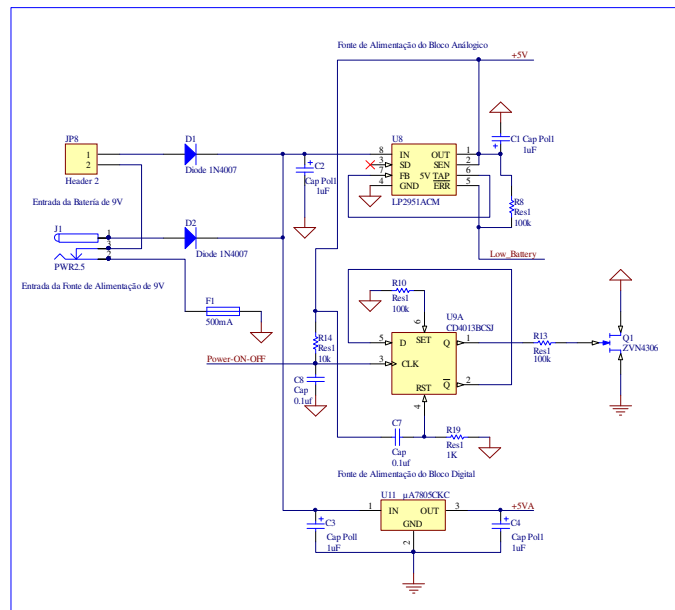 Fonte de Alimentação do Bloco Análogico
+5V
JP8
1
2
Header 2
Entrada da Batería de 9V
D1
Diode 1N4007
C2
Cap Pol1
1uF
U8
8
3
7
4
IN
SD
FB
GND
OUT
SEN
5V TAP
ERR
1
2
6
5
LP2951ACM
C1 Cap Pol1
1uF
R8
Res1
100k
Low_Battery
J1
1
3
2
PWR2.5
Entrada da Fonte de Alimentação de 9V
D2
Diode 1N4007
F1
500mA
R10
Res1
100k
U9A
CD4013BCSJ
6
SET
5
D
Q
1
3
CLK
Q
2
RST
4
R14
Res1
10k
Power-ON-OFF
C8
Cap
0.1uf
R13
Res1
100k
Q1
ZVN4306
C7
Cap
0.1uf
R19
Res1
1K
Fonte de Alimentação do Bloco Digital
U11 µA7805CKC
1
IN
OUT
3
GND
2
+5VA
C3
Cap Pol1
1uF
C4
Cap Pol1
1uF